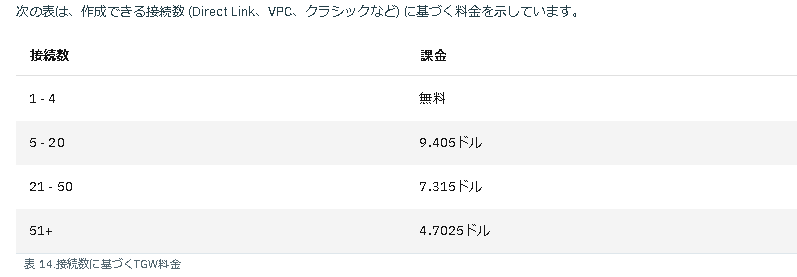 次の表は、作成できる接続数 (Direct Link、VPC、クラシックなど) に基づく料金を示しています。
接続数 課金
1 - 4 無料
5 - 20 9.405ドル
21 - 50 7.315ドル
51+ 4.7025ドル
表 14.接続数に基づくTGW料金